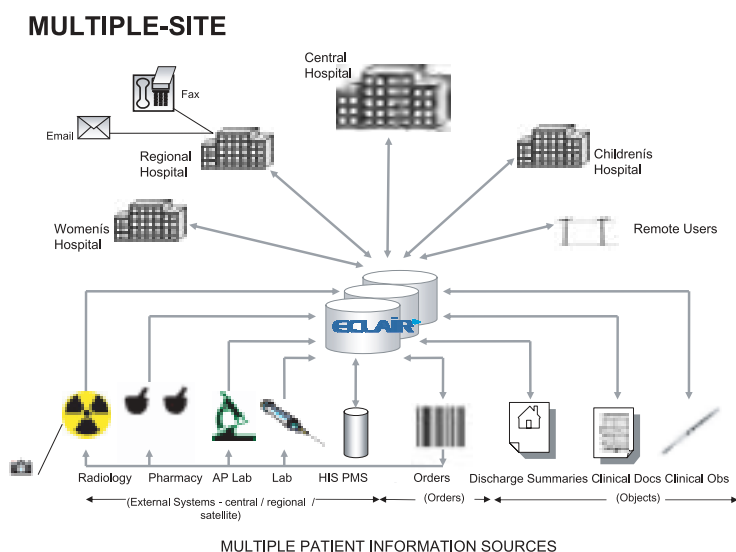 MULTIPLE-SITE
Central
Hospital
Fax
Email
Regional
Hospital
Childrenís
Hospital
Womenís
Hospital
Remote Users
ECLAIR
Radiology Pharmacy AP Lab Lab HIS PMS Orders Discharge Summaries Clinical Docs Clinical Obs
(External Systems - central / regional /
satellite)
(Orders)
(Objects)
MULTIPLE PATIENT INFORMATION SOURCES